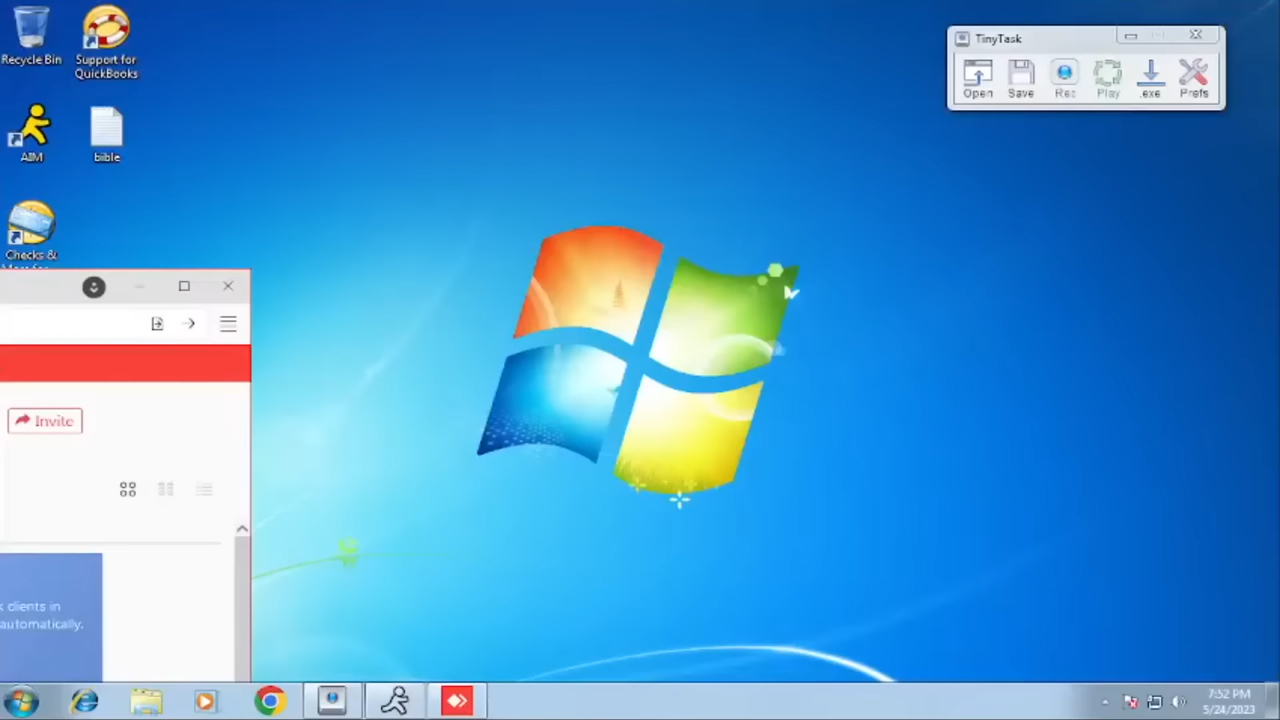 Recycle Bin
Support for
QuickBooks
AIM
bible
Checks &
TinyTask
Open
Save
Rec
Play
.exe
Prefs
Invite
k clients in
automatically.
7:52 PM
5/24/2023